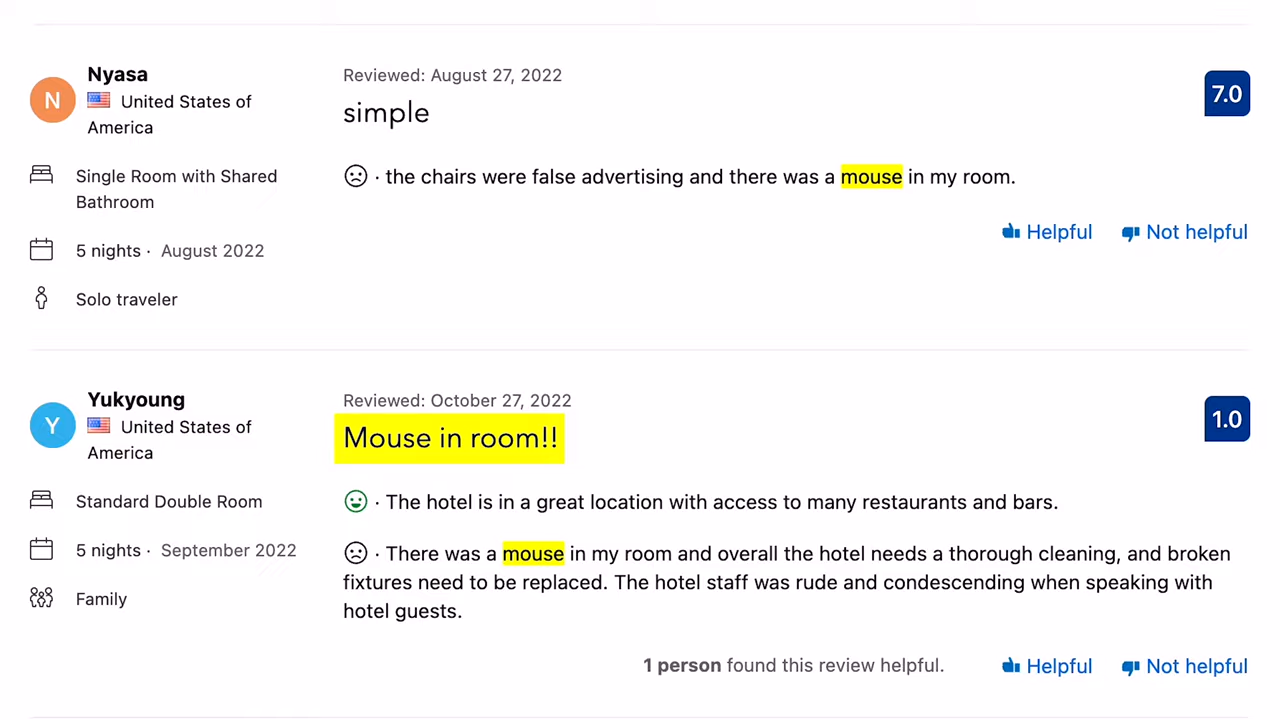 Nyasa
N
United States of
America
Single Room with Shared
Bathroom
5 nights · August 2022
Solo traveler
Reviewed: August 27, 2022
simple
· the chairs were false advertising and there was a mouse in my room.
Helpful Not helpful
7.0
Yukyoung
Y
United States of
America
Standard Double Room
5 nights · September 2022
Family
Reviewed: October 27, 2022
Mouse in room!!
· The hotel is in a great location with access to many restaurants and bars.
· There was a mouse in my room and overall the hotel needs a thorough cleaning, and broken
fixtures need to be replaced. The hotel staff was rude and condescending when speaking with
hotel guests.
1 person found this review helpful. Helpful Not helpful
1.0